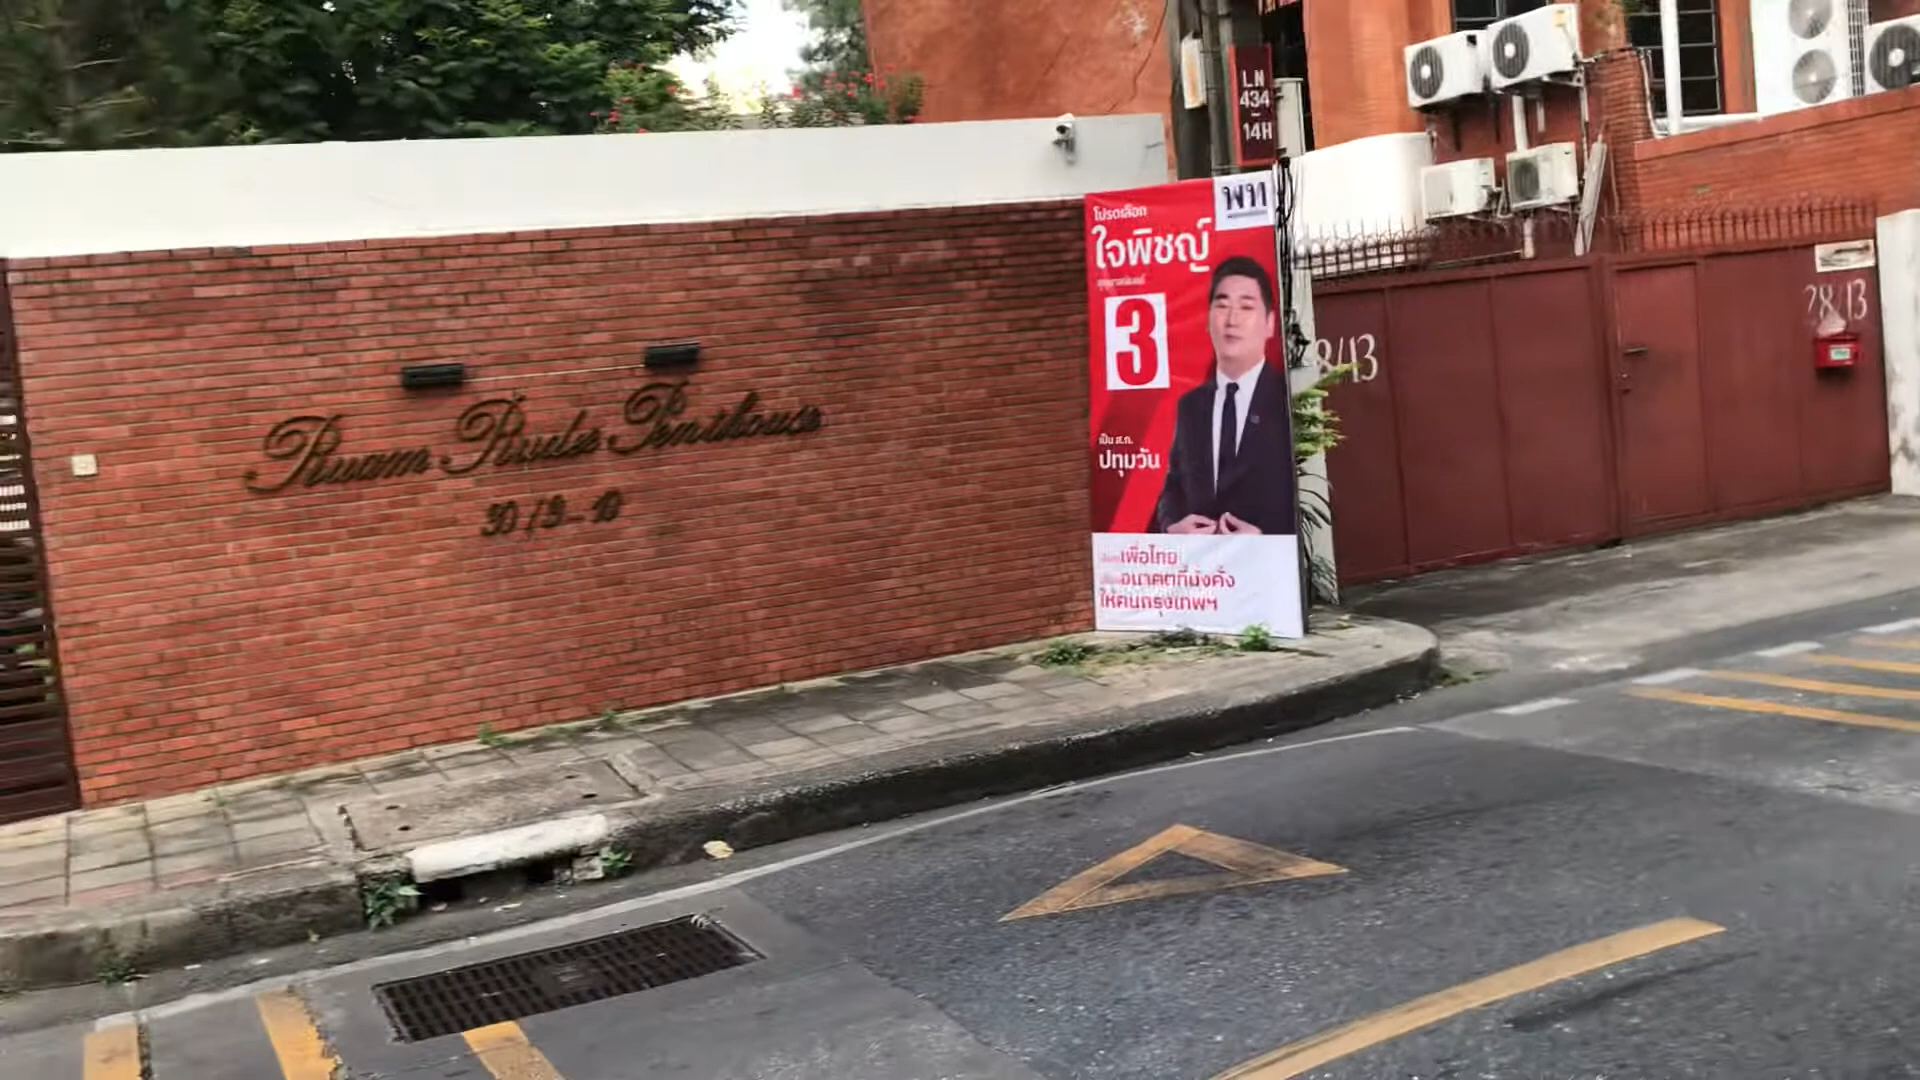 Ruam Rudee Penthouse
30/9-10
LN
434
-
14H
พท
โปรดเลือก
ใจพิชญ์
3
เป็น ส.ก.
ปทุมวัน
เพื่อไทย
อนาคตที่มั่งคั่ง
ให้คนกรุงเทพฯ
8/13
28/13